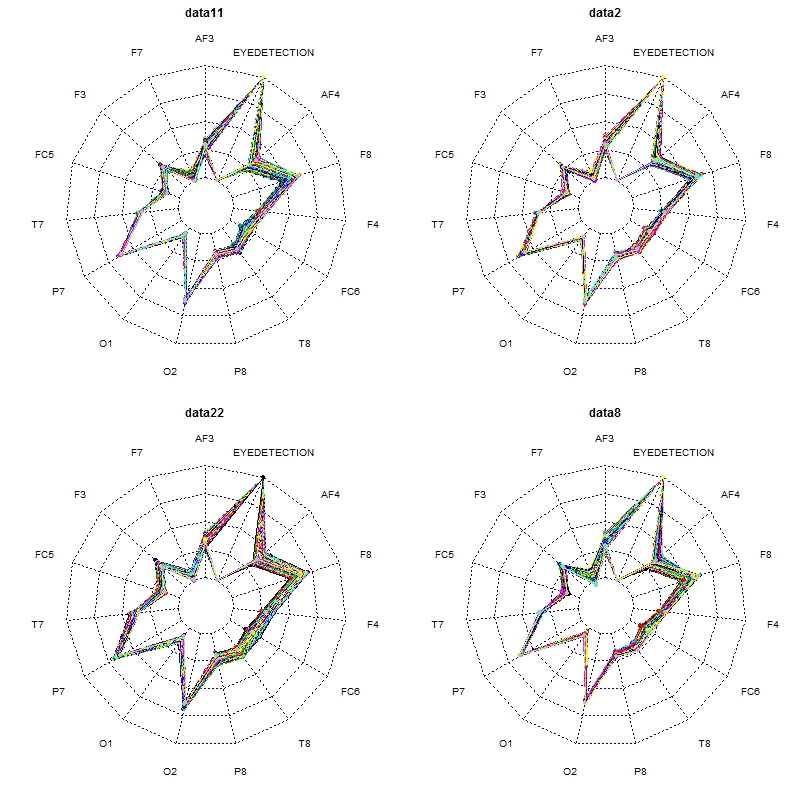 data11
AF3
EYEDETECTION
AF4
F8
F4
FC6
T8
P8
O2
O1
P7
T7
FC5
F3
F7
data2
AF3
EYEDETECTION
AF4
F8
F4
FC6
T8
P8
O2
O1
P7
T7
FC5
F3
F7
data22
AF3
EYEDETECTION
AF4
F8
F4
FC6
T8
P8
O2
O1
P7
T7
FC5
F3
F7
data8
AF3
EYEDETECTION
AF4
F8
F4
FC6
T8
P8
O2
O1
P7
T7
FC5
F3
F7